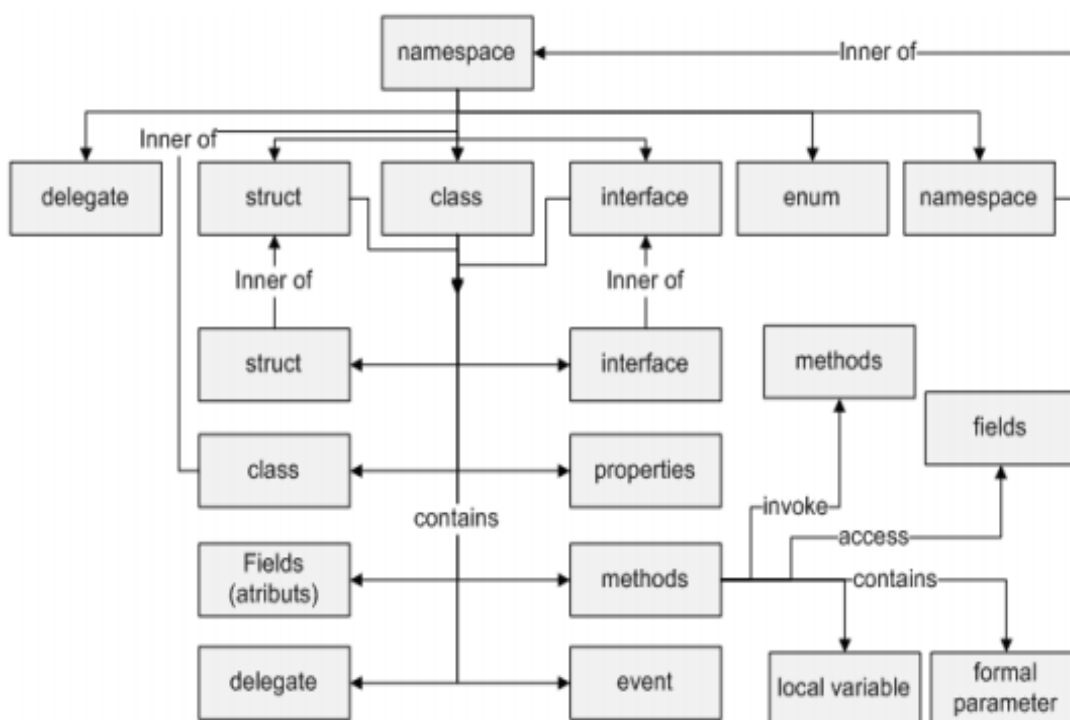 namespace
Inner of
Inner of
delegate
struct
class
interface
enum
namespace
Inner of
Inner of
struct
interface
methods
fields
class
properties
invoke
contains
access
Fields
(atributs)
methods
contains
delegate
event
local variable
formal
parameter